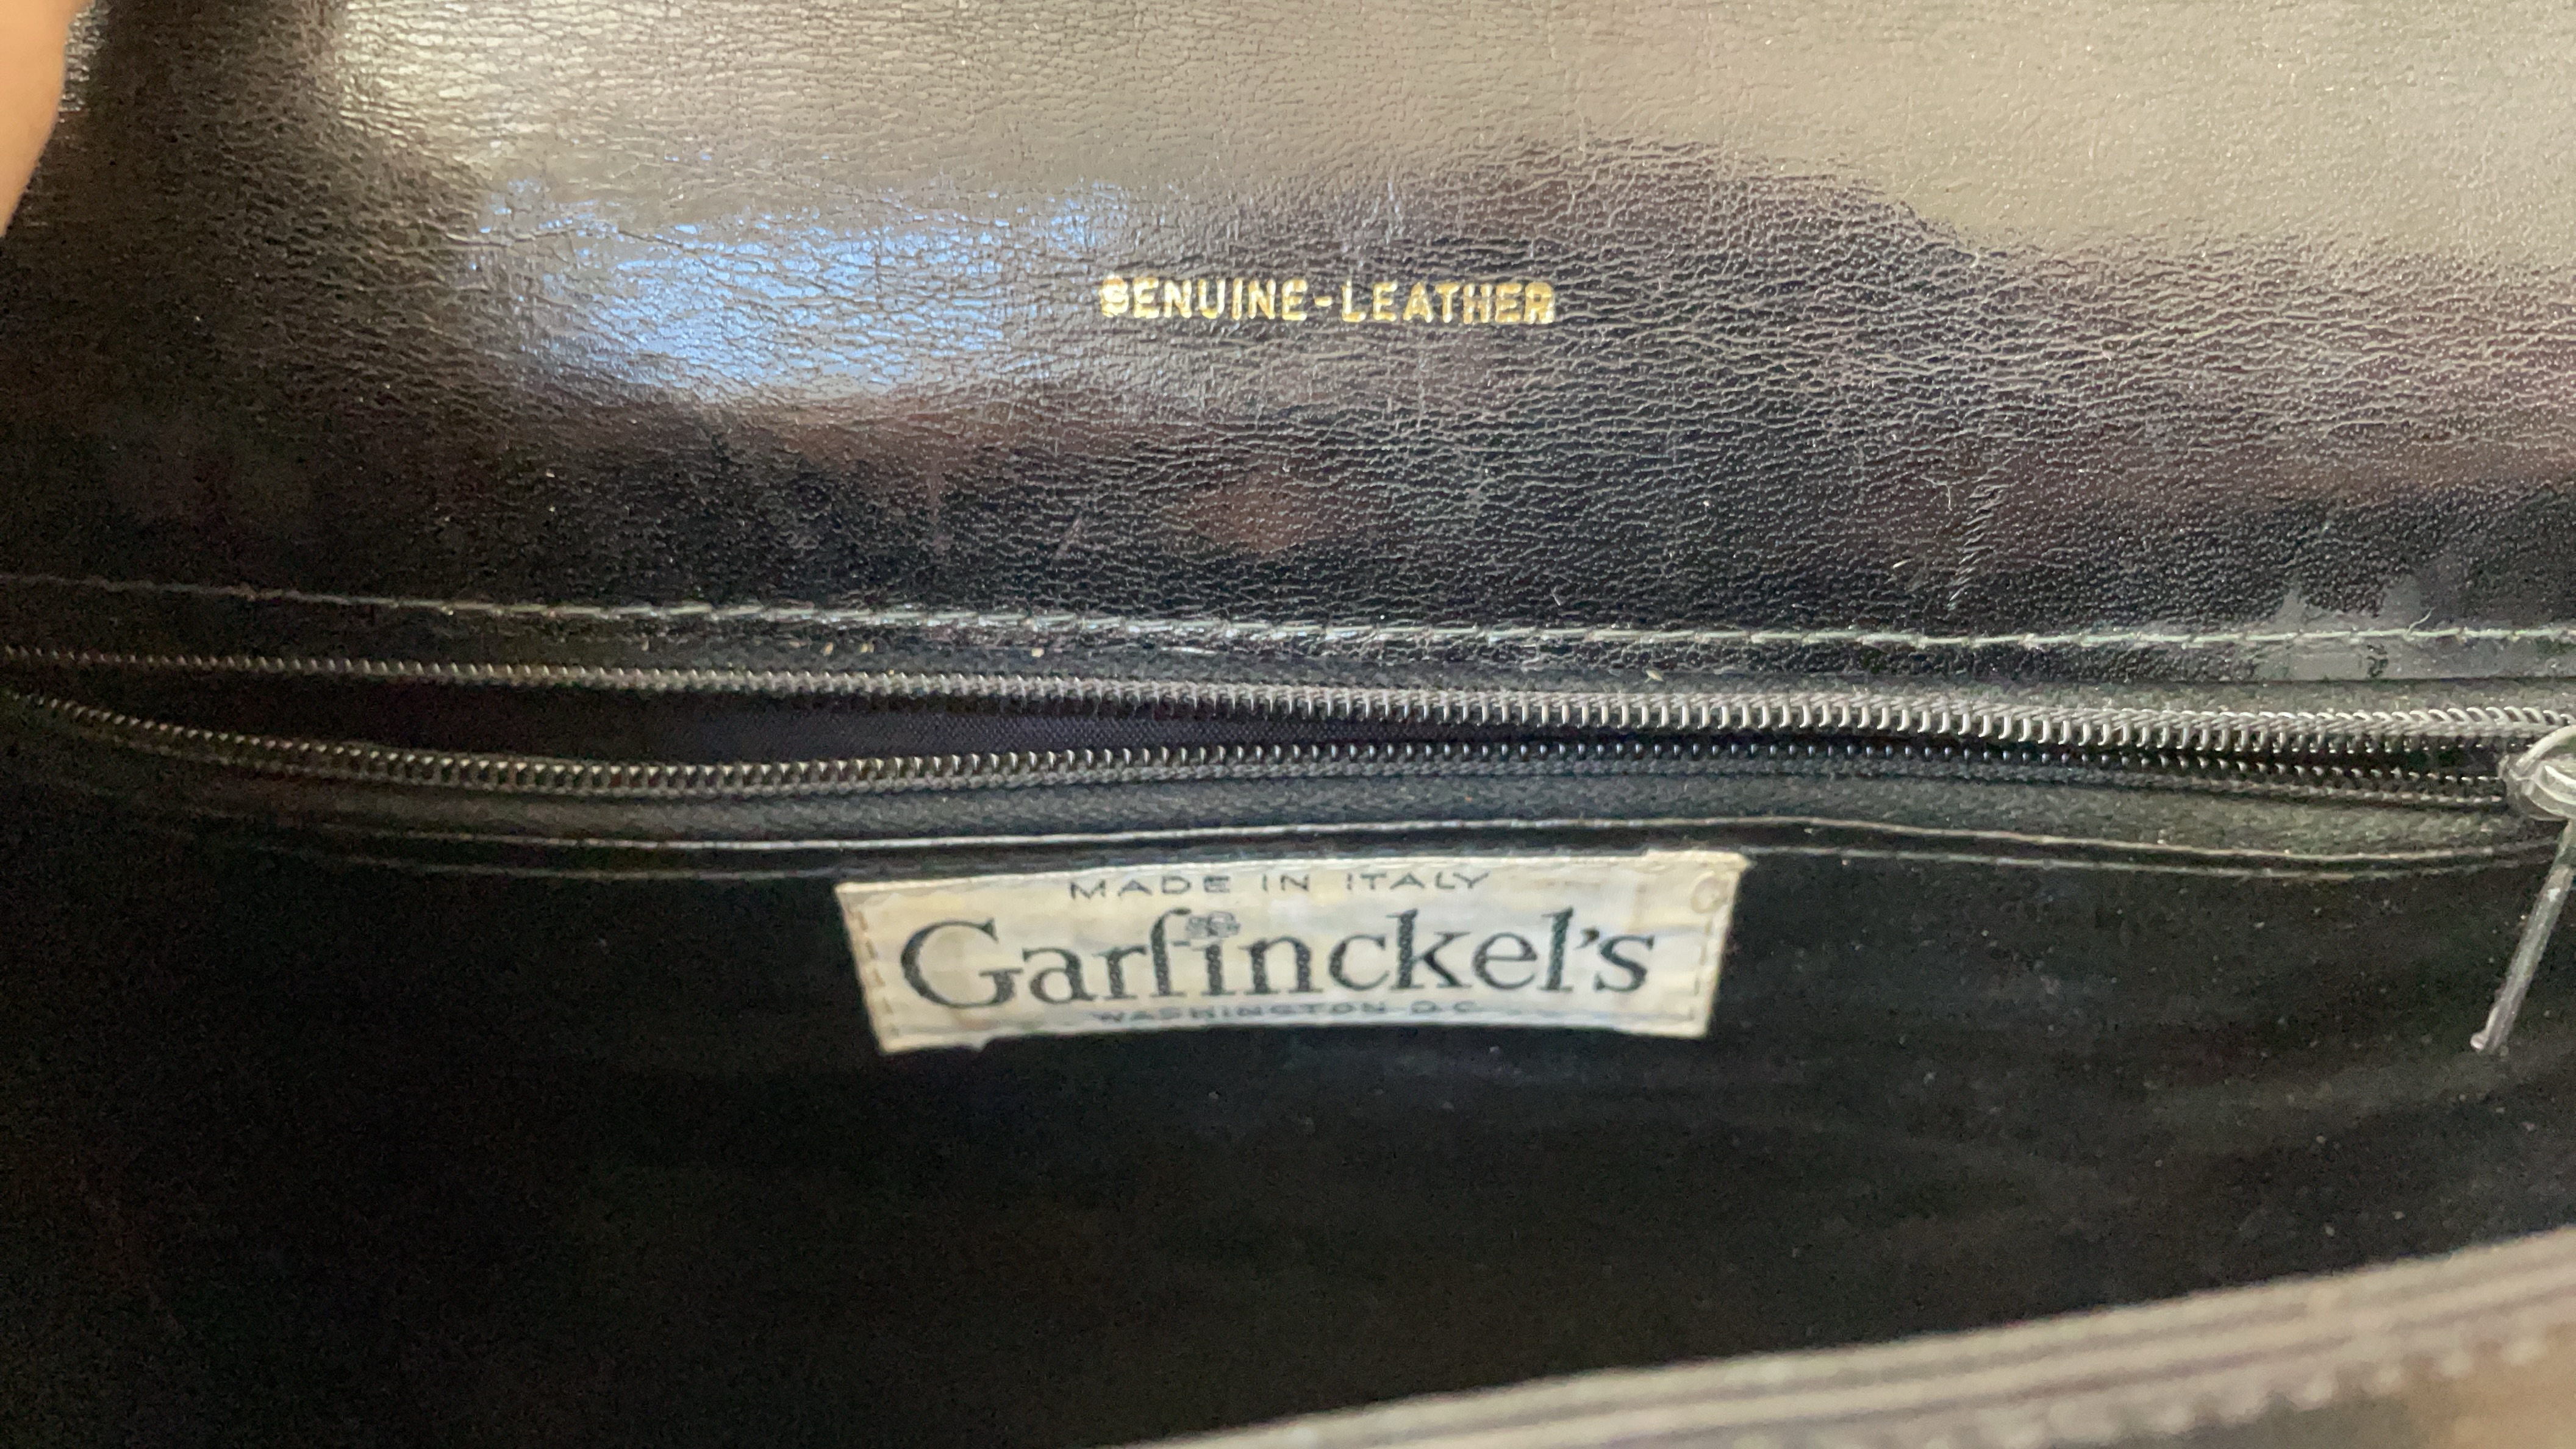 GENUINE-LEATHER
MADE IN ITALY
Garfinckel's
WASHINGTON D.C.